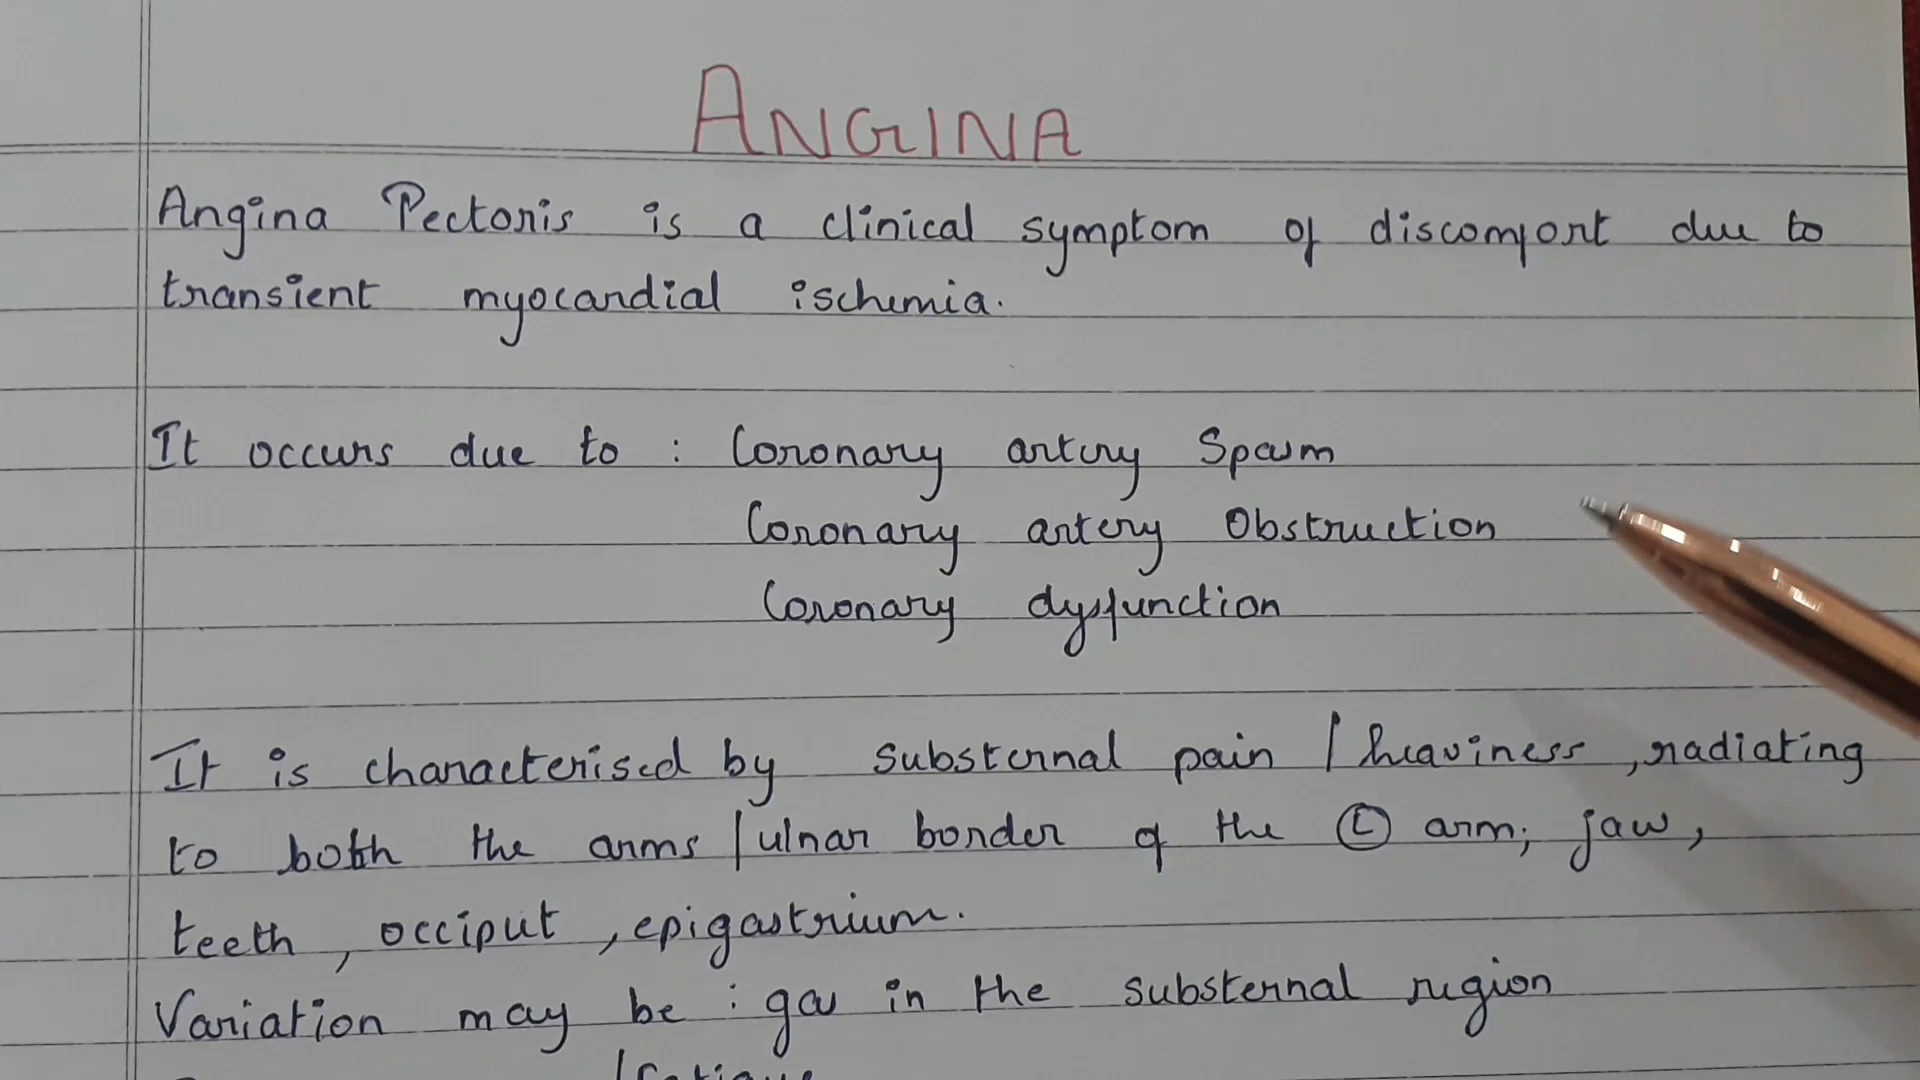 ANGINA
Angina Pectoris is a clinical symptom of discomfort due to
transient myocardial ischemia.
It occurs due to : Coronary artery Spasm
Coronary artery Obstruction
Coronary dysfunction
It is characterised by substernal pain / heaviness , radiating
to both the arms / ulnar border of the Ⓛ arm; jaw,
teeth , occiput , epigastrium.
Variation may be : gas in the substernal region